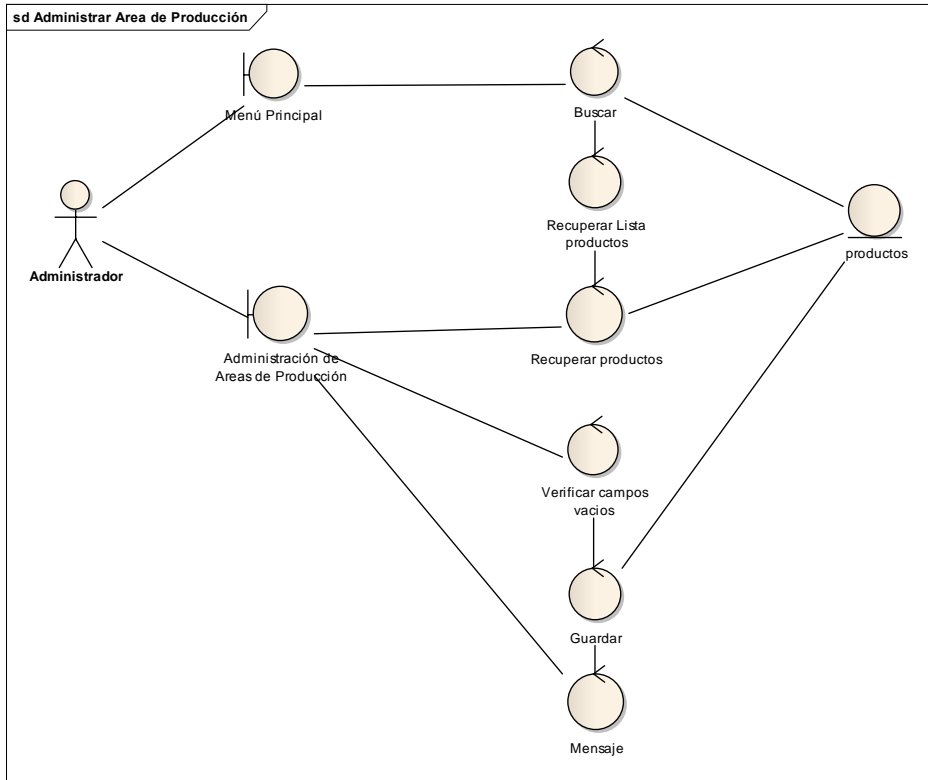 sd Administrar Area de Producción
Menú Principal
Buscar
Recuperar Lista
productos
Administrador
productos
Administración de
Areas de Producción
Recuperar productos
Verificar campos
vacios
Guardar
Mensaje